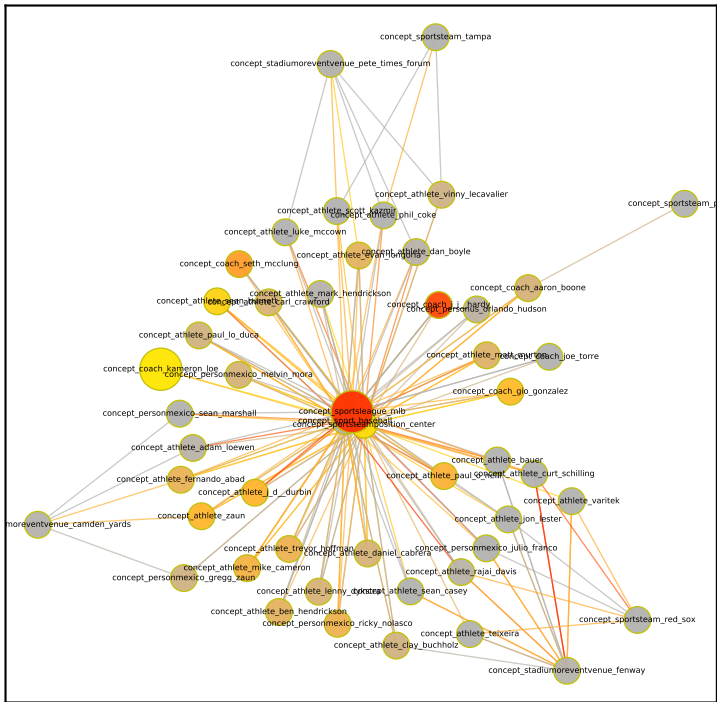 concept_sportsteam_tampa
concept_stadiumoreventvenue_pete_times_forum
concept_athlete_vinny_lecavalier
concept_sportsteam_p
concept_athlete_scott_kazmir
concept_athlete_phil_coke
concept_athlete_luke_mccown
concept_athlete_dan_boyle
concept_athlete_evan_longoria
concept_coach_seth_mcclung
concept_coach_aaron_boone
concept_athlete_mark_hendrickson
concept_athlete_carl_crawford
concept_coach_j_j__hardy
concept_personus_orlando_hudson
concept_athlete_paul_lo_duca
concept_coach_joe_torre
concept_coach_kameron_loe
concept_personmexico_melvin_mora
concept_coach_gio_gonzalez
concept_sportsleague_mlb
concept_personmexico_sean_marshall
concept_sport_baseball
concept_sportsteamposition_center
concept_athlete_adam_loewen
concept_athlete_bauer
concept_athlete_curt_schilling
concept_athlete_fernando_abad
concept_athlete_paul_o_neill
concept_athlete_j_d__durbin
concept_athlete_varitek
concept_athlete_zaun
concept_athlete_jon_lester
moreventvenue_camden_yards
concept_athlete_trevor_hoffman
concept_athlete_daniel_cabrera
concept_personmexico_julio_franco
concept_athlete_mike_cameron
concept_personmexico_gregg_zaun
concept_athlete_rajai_davis
concept_athlete_lenny_dykstra
concept_athlete_sean_casey
concept_athlete_ben_hendrickson
concept_personmexico_ricky_nolasco
concept_sportsteam_red_sox
concept_athlete_teixeira
concept_athlete_clay_buchholz
concept_stadiumoreventvenue_fenway